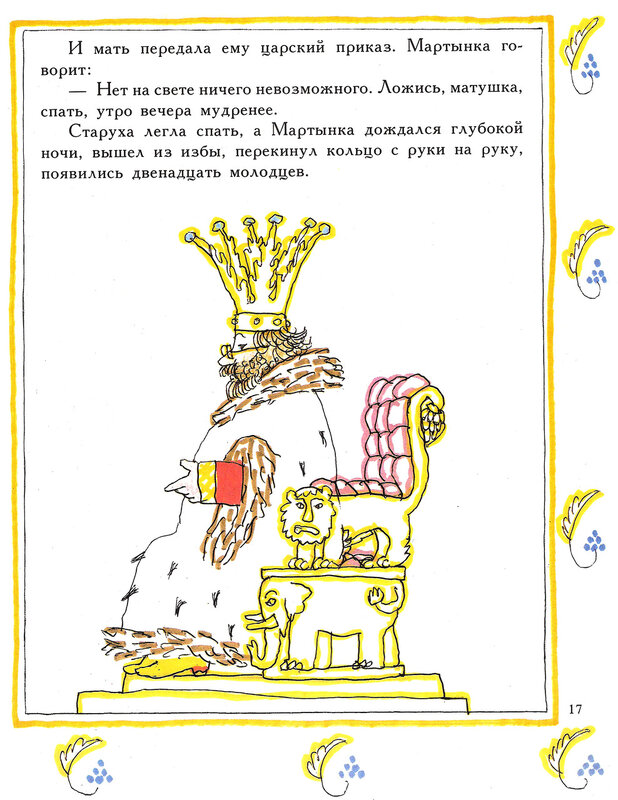 И мать передала ему царский приказ. Мартынка го-
ворит:
— Нет на свете ничего невозможного. Ложись, матушка,
спать, утро вечера мудренее.
Старуха легла спать, а Мартынка дождался глубокой
ночи, вышел из избы, перекинул кольцо с руки на руку,
появились двенадцать молодцев.
17